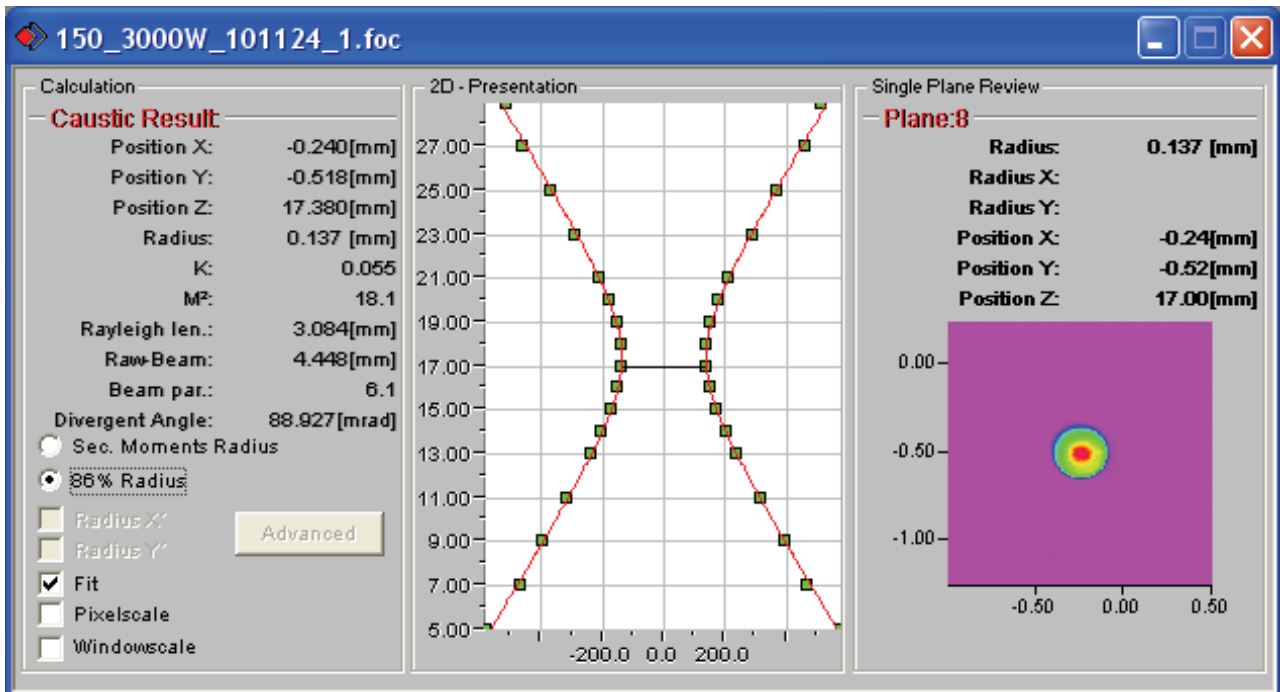 150_3000W_101124_1.foc
Calculation
Caustic Result:
Position X: -0.240[mm]
Position Y: -0.518[mm]
Position Z: 17.380[mm]
Radius: 0.137 [mm]
K: 0.055
M²: 18.1
Rayleigh len.: 3.084[mm]
Raw-Beam: 4.448[mm]
Beam par.: 6.1
Divergent Angle: 88.927[mrad]
Sec. Moments Radius
86% Radius
Radius X'
Radius Y'
Advanced
Fit
Pixelscale
Windowscale
2D - Presentation
27.00
25.00
23.00
21.00
19.00
17.00
15.00
13.00
11.00
9.00
7.00
5.00
-200.0 0.0 200.0
Single Plane Review
Plane:8
Radius: 0.137 [mm]
Radius X:
Radius Y:
Position X: -0.24[mm]
Position Y: -0.52[mm]
Position Z: 17.00[mm]
0.00
-0.50
-1.00
-0.50 0.00 0.50